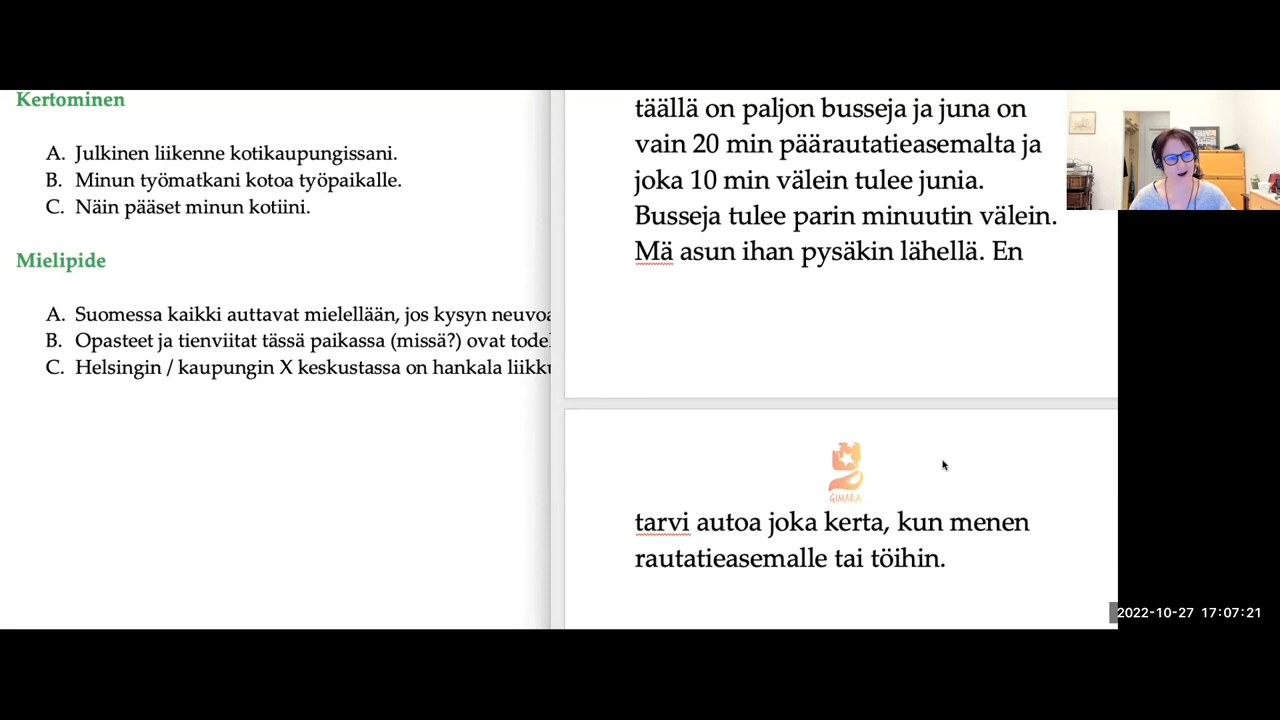 Kertominen
A. Julkinen liikenne kotikaupungissani.
B. Minun työmatkani kotoa työpaikalle.
C. Näin pääset minun kotiini.
Mielipide
A. Suomessa kaikki auttavat mielellään, jos kysyn neuvoa
B. Opasteet ja tienviitat tässä paikassa (missä?) ovat
C. Helsingin / kaupungin X keskustassa on hankala
täällä on paljon busseja ja juna on
vain 20 min päärautatieasemalta ja
joka 10 min välein tulee junia.
Busseja tulee parin minuutin välein.
Mä asun ihan pysäkin lähellä. En
GIMARA
tarvi autoa joka kerta, kun menen
rautatieasemalle tai töihin.
2022-10-27 17:07:21